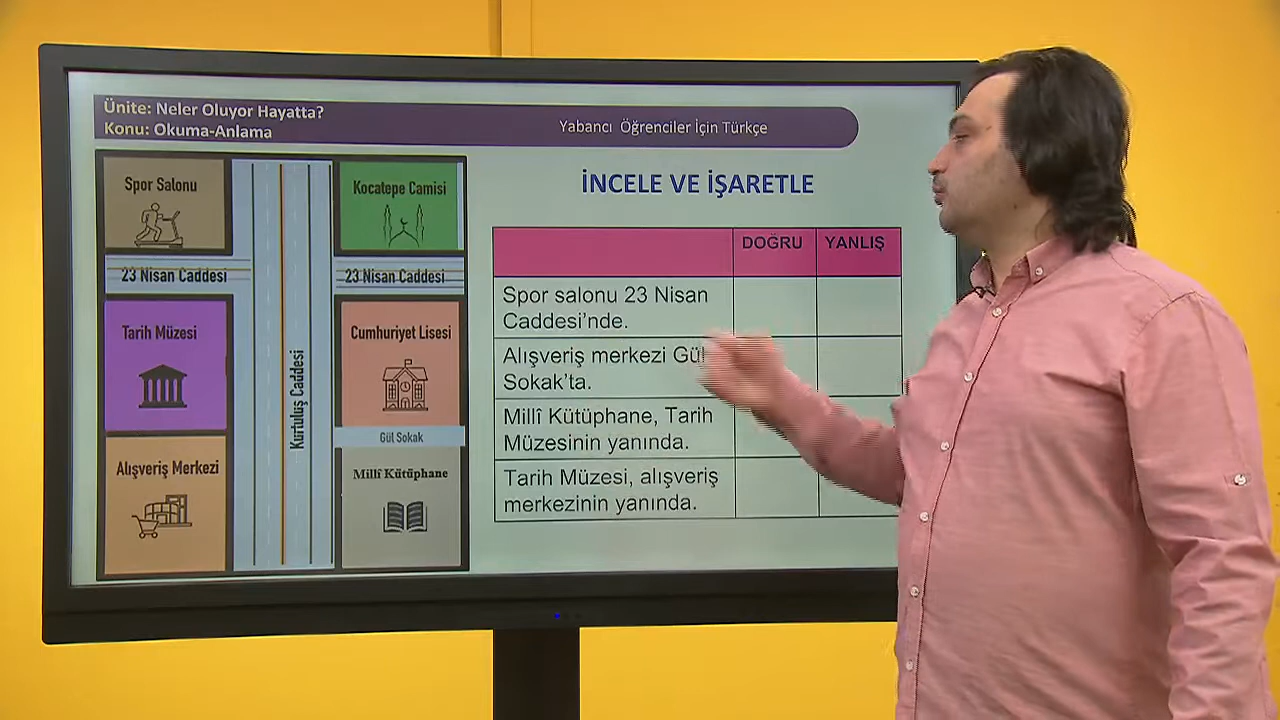 Ünite: Neler Oluyor Hayatta?
Konu: Okuma-Anlama
Yabancı Öğrenciler İçin Türkçe
Spor Salonu
Kocatepe Camisi
23 Nisan Caddesi
23 Nisan Caddesi
Tarih Müzesi
Cumhuriyet Lisesi
Kurtuluş Caddesi
Gül Sokak
Alışveriş Merkezi
Millî Kütüphane
İNCELE VE İŞARETLE
DOĞRU YANLIŞ
Spor salonu 23 Nisan
Caddesi'nde.
Alışveriş merkezi Gül
Sokak'ta.
Millî Kütüphane, Tarih
Müzesinin yanında.
Tarih Müzesi, alışveriş
merkezinin yanında.